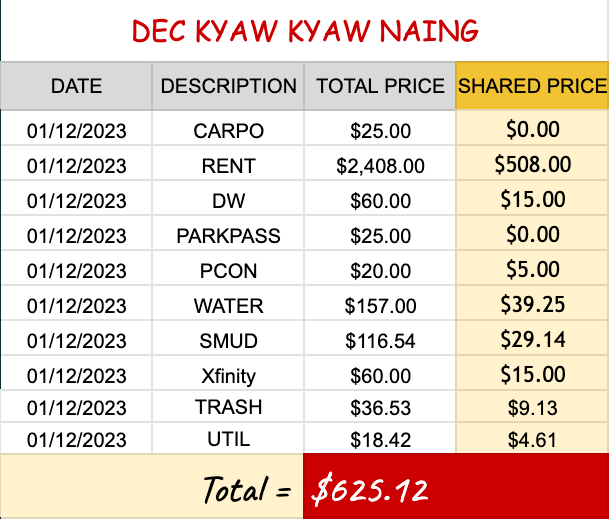 DEC KYAW KYAW NAING
DATE DESCRIPTION TOTAL PRICE SHARED PRICE
01/12/2023 CARPO $25.00 $0.00
01/12/2023 RENT $2,408.00 $508.00
01/12/2023 DW $60.00 $15.00
01/12/2023 PARKPASS $25.00 $0.00
01/12/2023 PCON $20.00 $5.00
01/12/2023 WATER $157.00 $39.25
01/12/2023 SMUD $116.54 $29.14
01/12/2023 Xfinity $60.00 $15.00
01/12/2023 TRASH $36.53 $9.13
01/12/2023 UTIL $18.42 $4.61
Total = $625.12